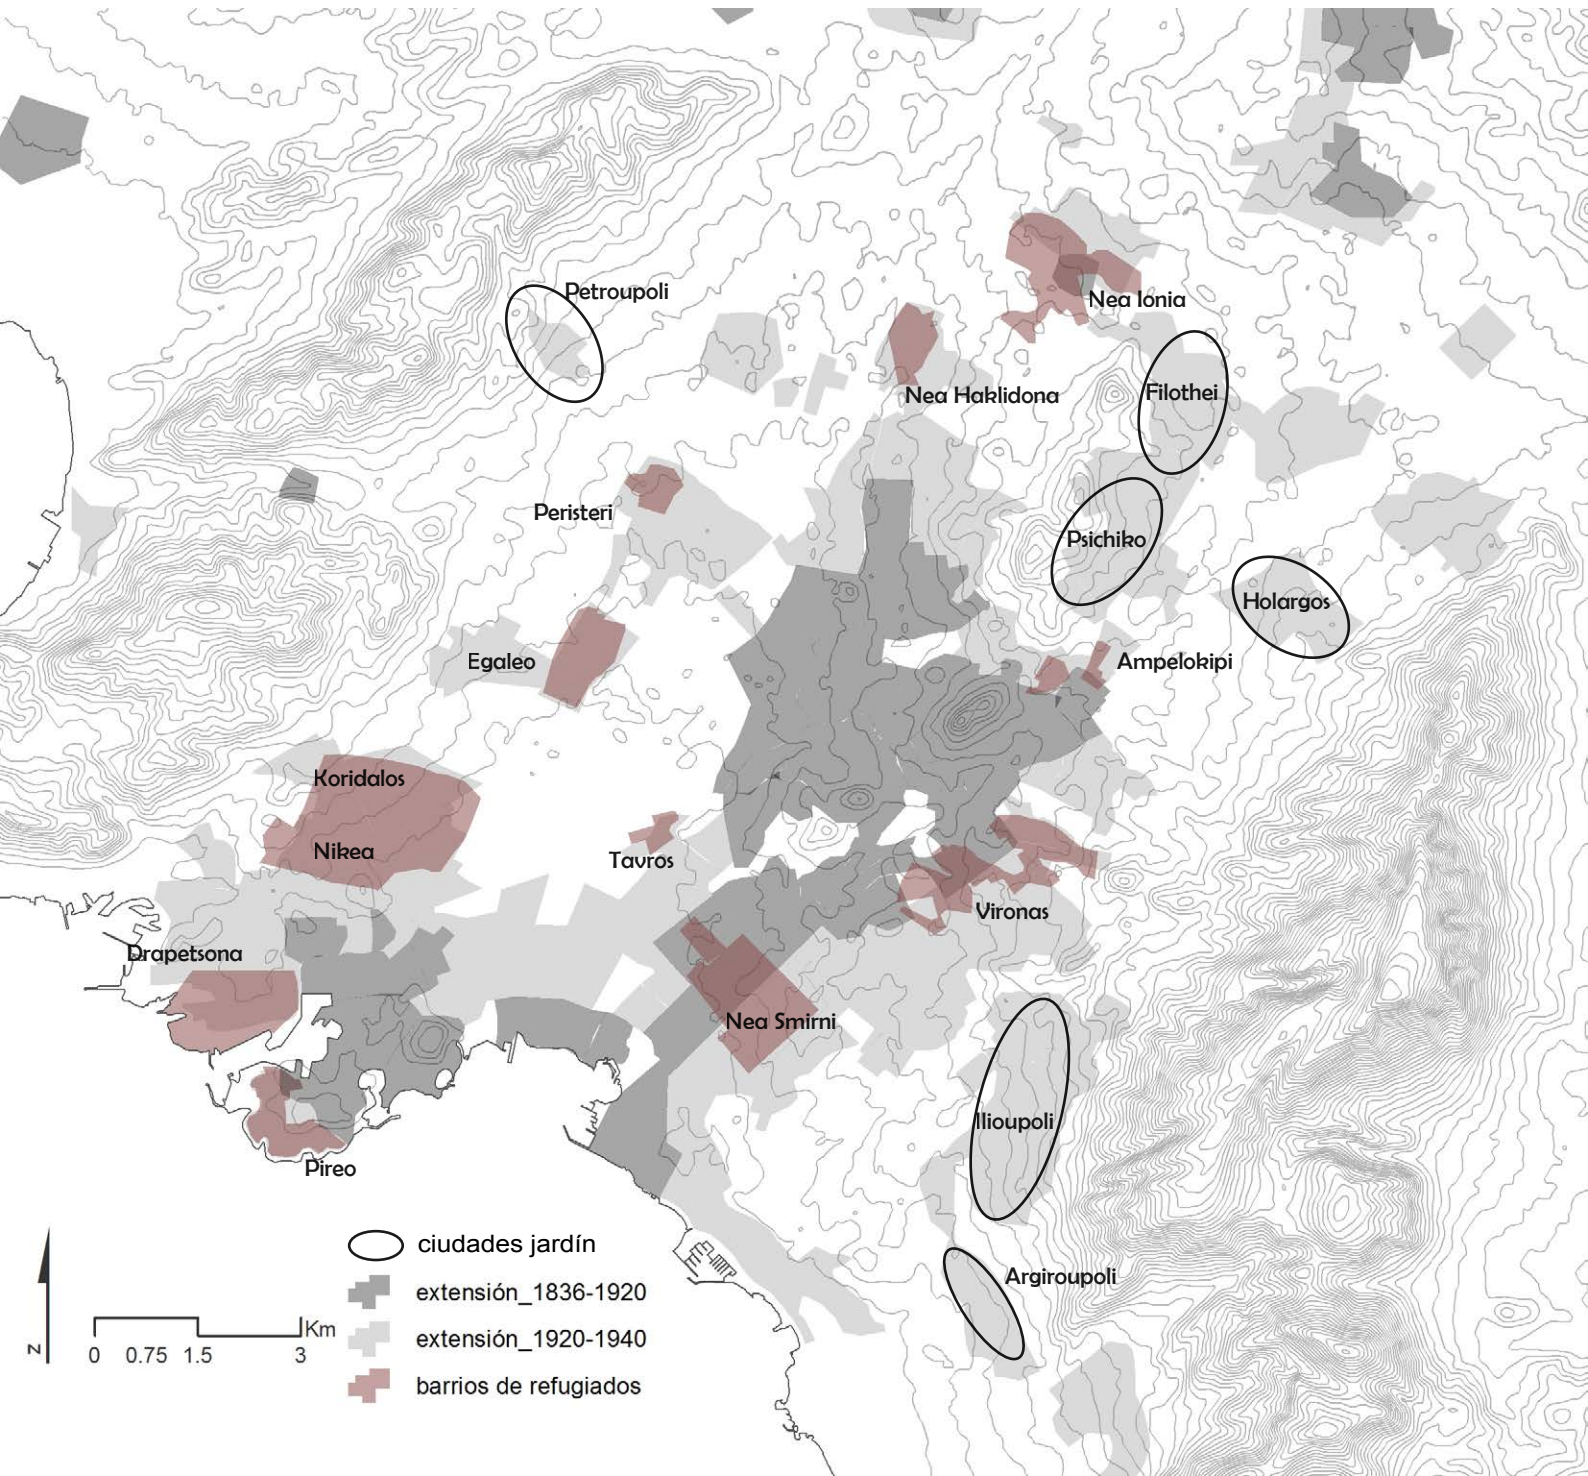 Petroupoli
Nea Ionia
Filothei
Nea Haklidona
Peristeri
Psichiko
Holargos
Egaleo
Ampelokipi
Koridalos
Nikea
Tavros
Vironas
Drapetsona
Nea Smirni
Ilioupoli
Pireo
Argiroupoli
ciudades jardín
extensión_1836-1920
extensión_1920-1940
barrios de refugiados
Z
Km
0 0.75 1.5 3